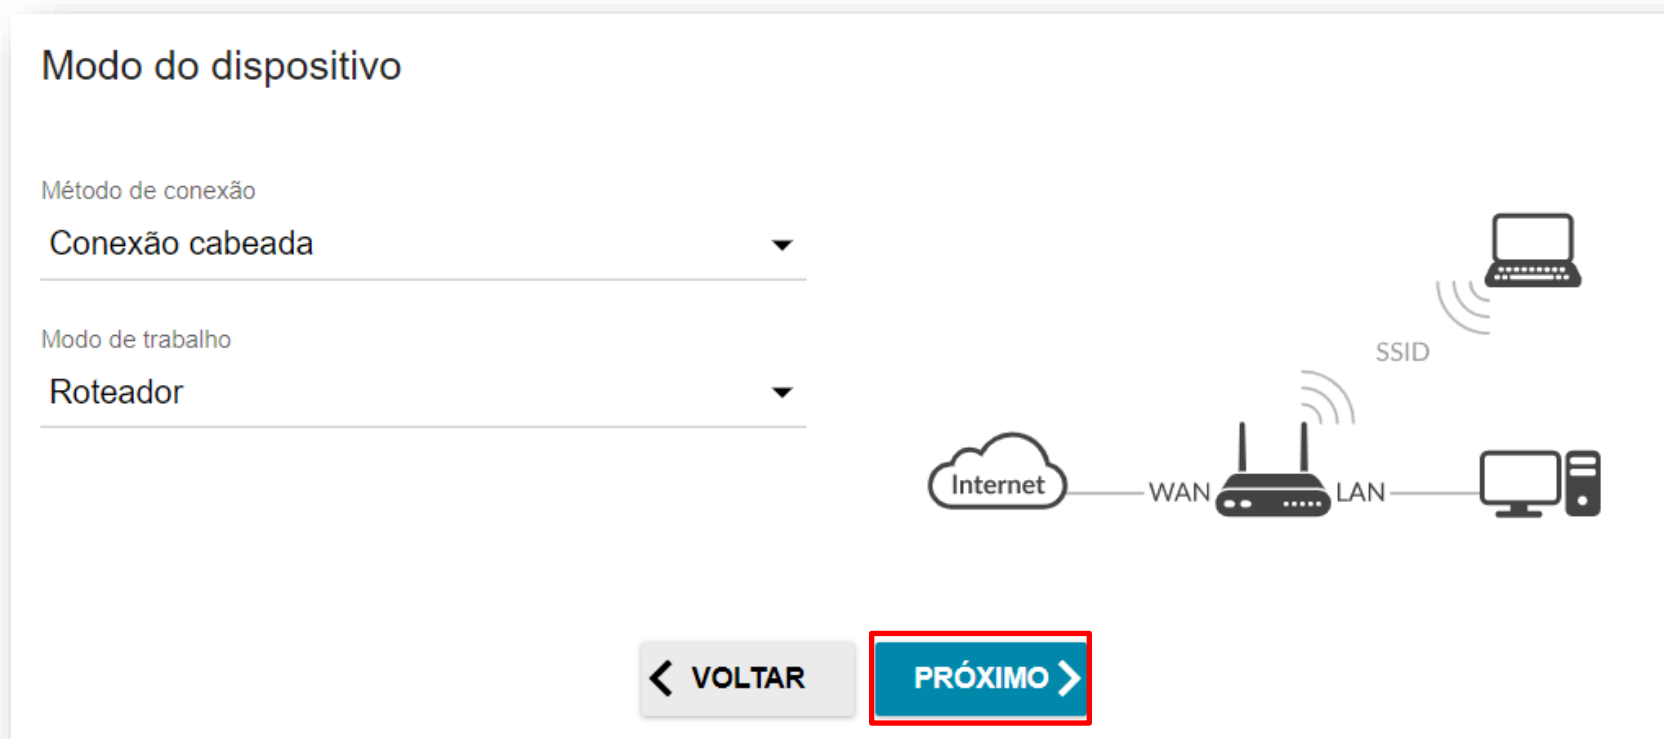 Modo do dispositivo
Método de conexão
Conexão cabeada
Modo de trabalho
Roteador
SSID
Internet
WAN
LAN
VOLTAR
PRÓXIMO